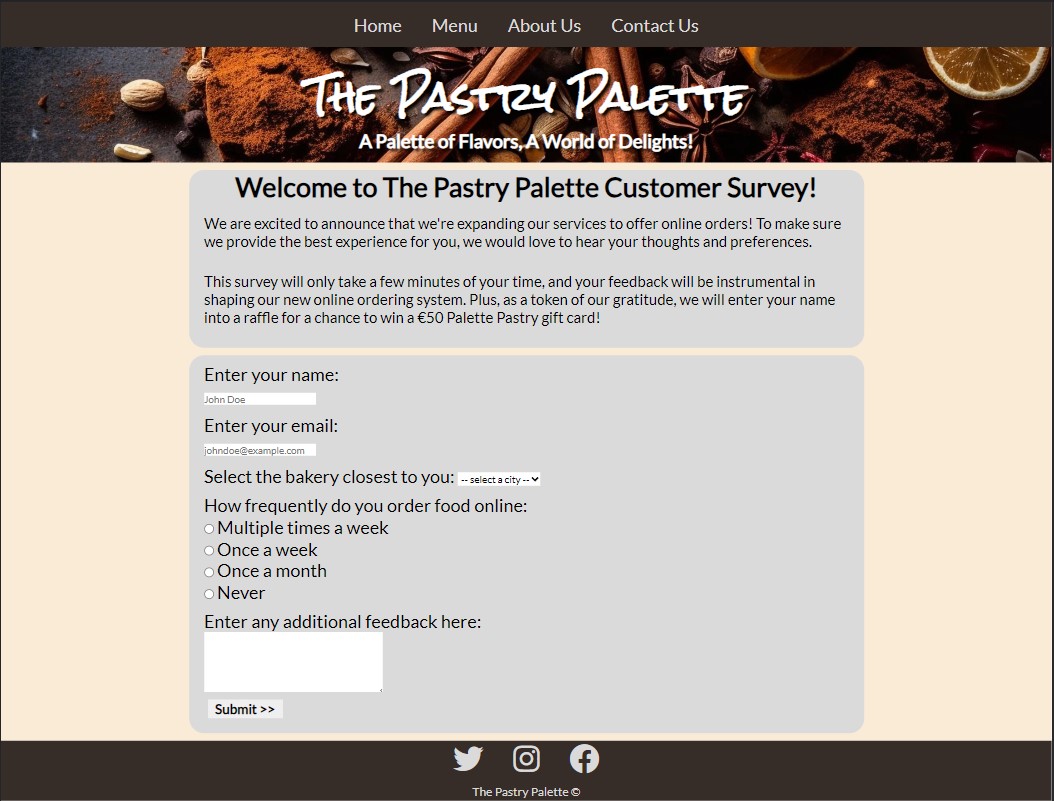 Home Menu About Us Contact Us
The Pastry Palette
A Palette of Flavors, A World of Delights!
Welcome to The Pastry Palette Customer Survey!
We are excited to announce that we're expanding our services to offer online orders! To make sure
we provide the best experience for you, we would love to hear your thoughts and preferences.
This survey will only take a few minutes of your time, and your feedback will be instrumental in
shaping our new online ordering system. Plus, as a token of our gratitude, we will enter your name
into a raffle for a chance to win a €50 Palette Pastry gift card!
Enter your name:
John Doe
Enter your email:
johndoe@example.com
Select the bakery closest to you: -- select a city --
How frequently do you order food online:
Multiple times a week
Once a week
Once a month
Never
Enter any additional feedback here:
Submit >>
The Pastry Palette ©